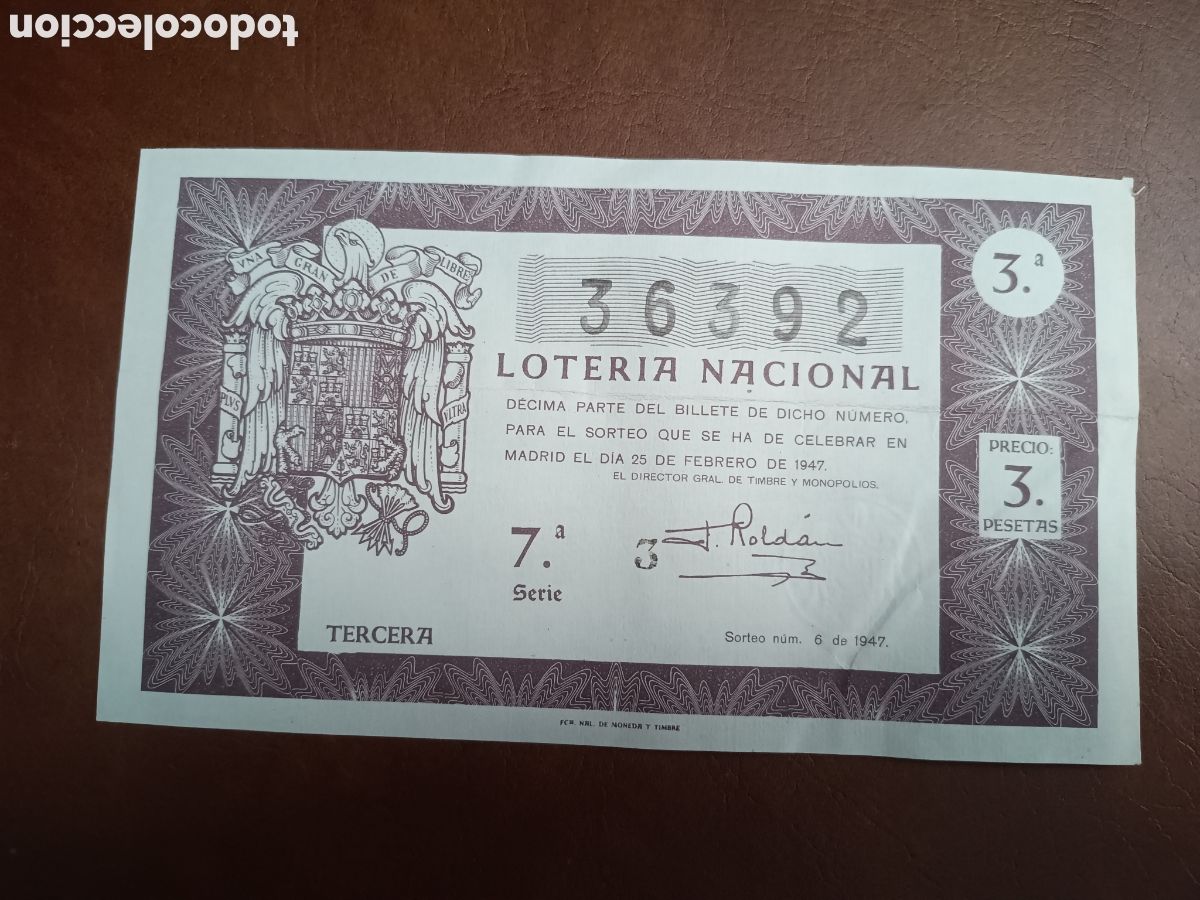 todocoleccion
VNA GRANDE LIBRE
36392
3.ª
LOTERIA NACIONAL
DÉCIMA PARTE DEL BILLETE DE DICHO NÚMERO,
PARA EL SORTEO QUE SE HA DE CELEBRAR EN
MADRID EL DÍA 25 DE FEBRERO DE 1947.
EL DIRECTOR GRAL. DE TIMBRE Y MONOPOLIOS,
PLVS
VLTRA
PRECIO:
3.
PESETAS
7.ª
Serie
3
J. Roldán
TERCERA
Sorteo núm. 6 de 1947.
FCA. NAL. DE MONEDA Y TIMBRE